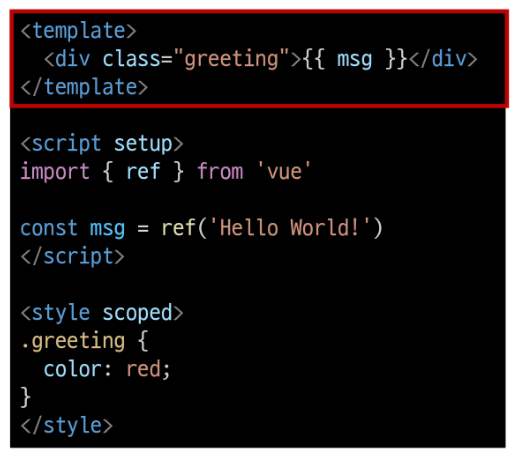 <template>
  <div class="greeting">{{ msg }}</div>
</template>

<script setup>
import { ref } from 'vue'

const msg = ref('Hello World!')
</script>

<style scoped>
.greeting {
  color: red;
}
</style>